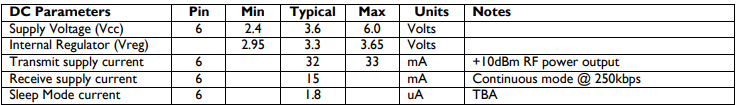 DC Parameters Pin Min Typical Max Units Notes
Supply Voltage (Vcc) 6 2.4 3.6 6.0 Volts
Internal Regulator (Vreg) 2.95 3.3 3.65 Volts
Transmit supply current 6 32 33 mA +10dBm RF power output
Receive supply current 6 15 mA Continuous mode @ 250kbps
Sleep Mode current 6 1.8 uA TBA